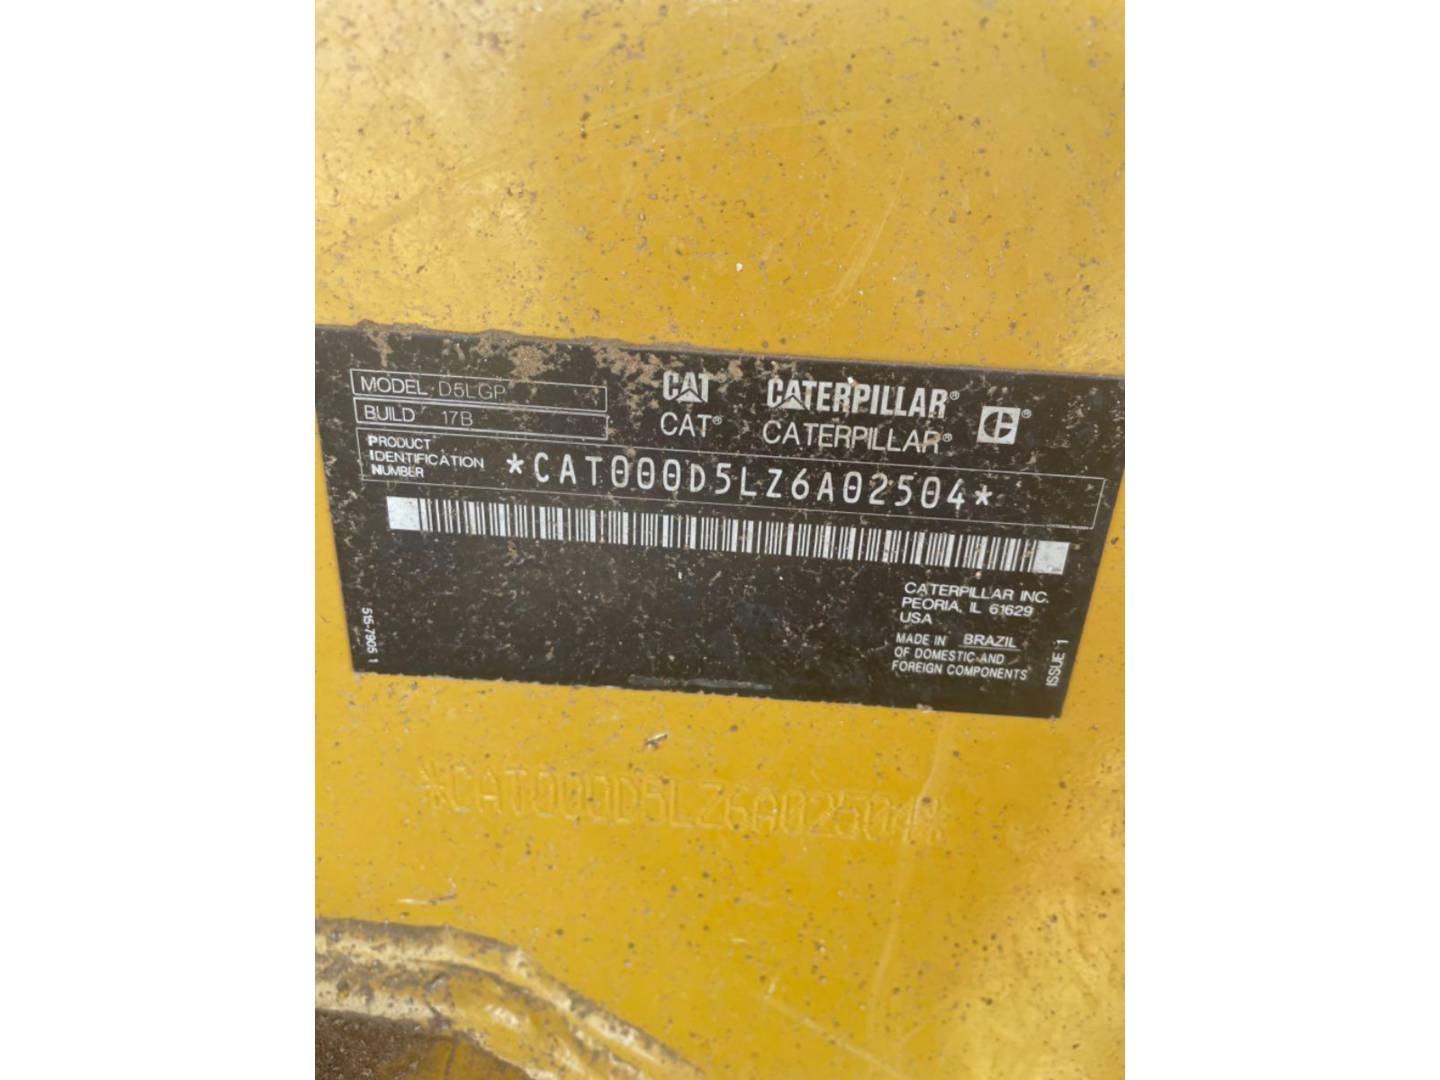 MODEL D5LGP
BUILD 17B
CAT CATERPILLAR®
CAT® CATERPILLAR® ®
PRODUCT
IDENTIFICATION
NUMBER
*CAT000D5LZ6A02504*
CATERPILLAR INC.
PEORIA, IL 61629
USA
MADE IN BRAZIL
OF DOMESTIC AND
FOREIGN COMPONENTS
515-7905 1
ISSUE 1
*CAT000D5LZ6A02504*